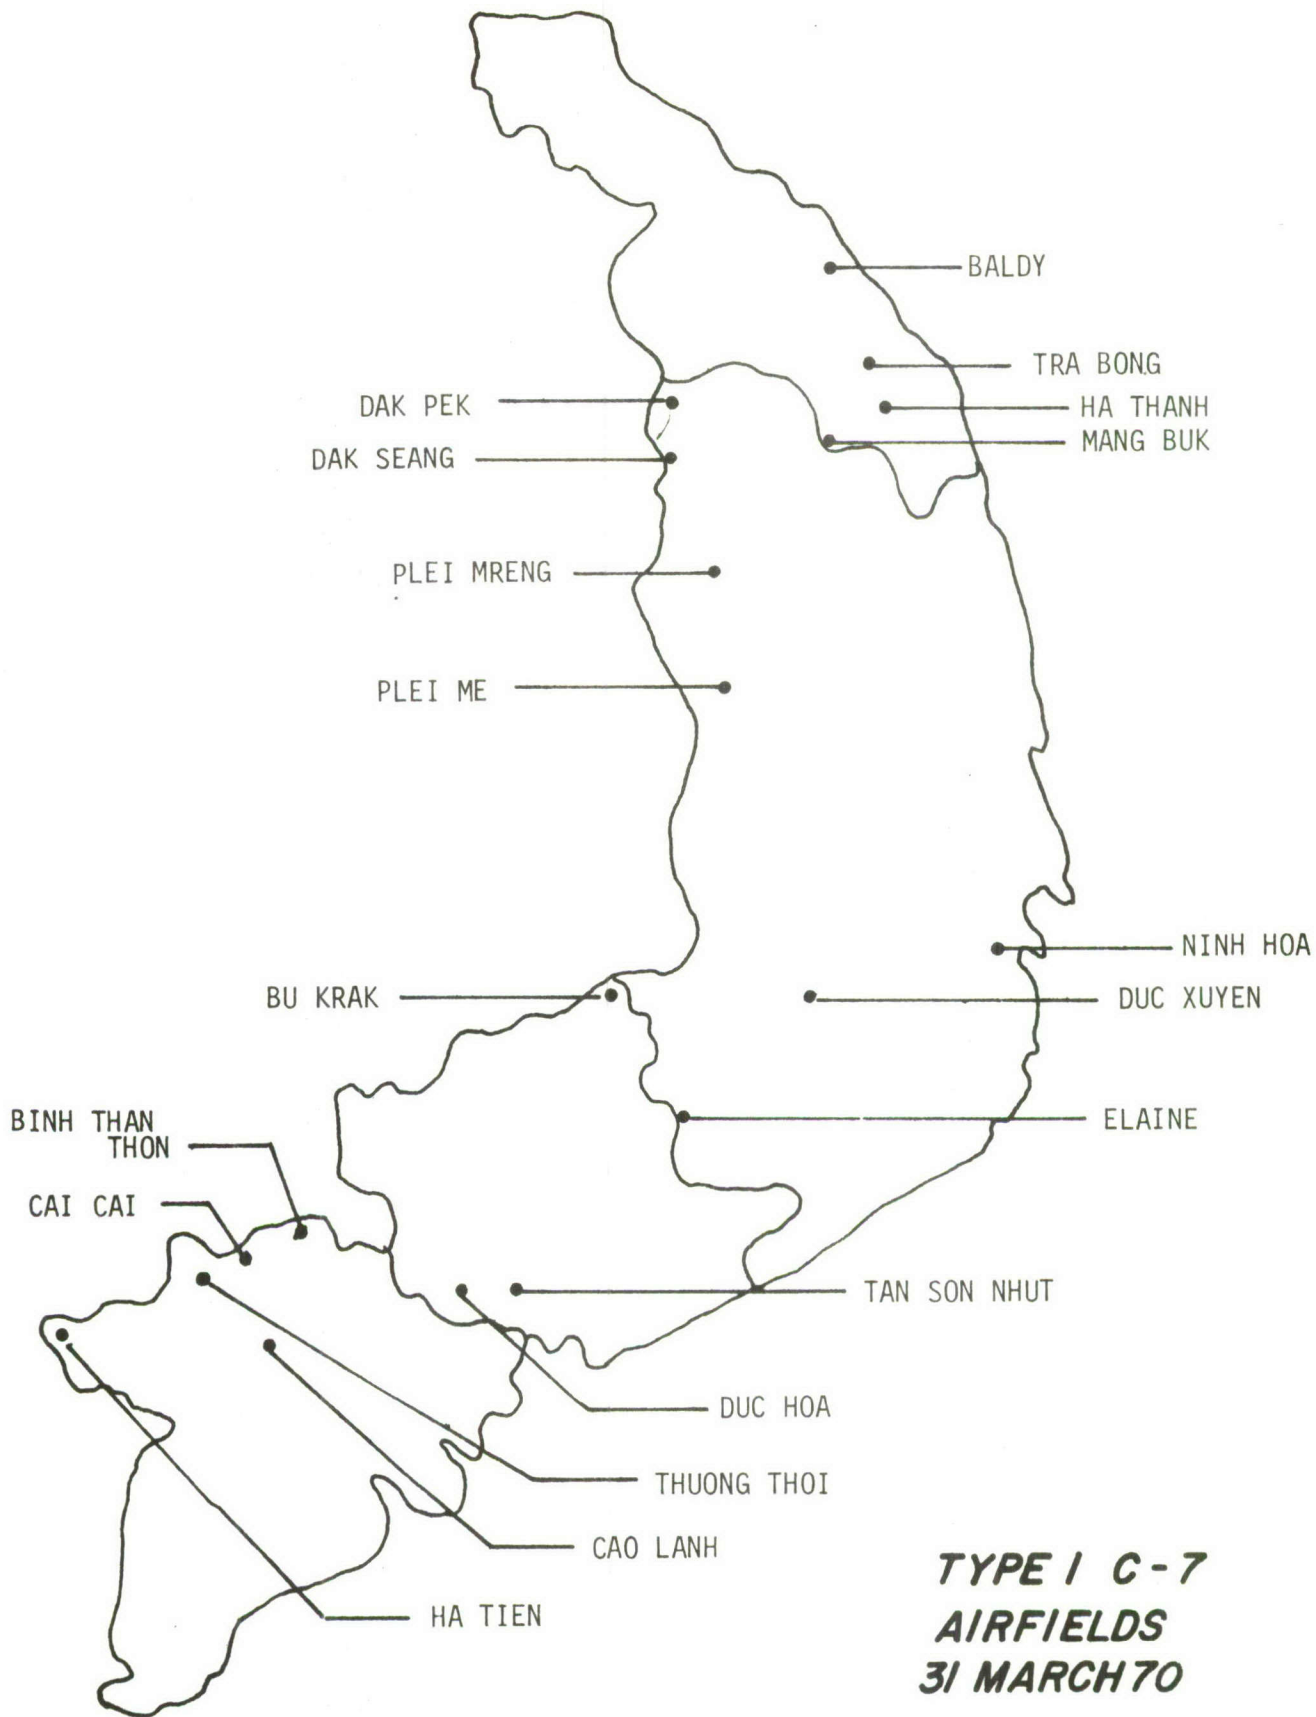 BALDY
TRA BONG
DAK PEK
HA THANH
MANG BUK
DAK SEANG
PLEI MRENG
PLEI ME
NINH HOA
BU KRAK
DUC XUYEN
BINH THAN
THON
ELAINE
CAI CAI
TAN SON NHUT
DUC HOA
THUONG THOI
CAO LANH
HA TIEN
TYPE I C-7
AIRFIELDS
31 MARCH 70